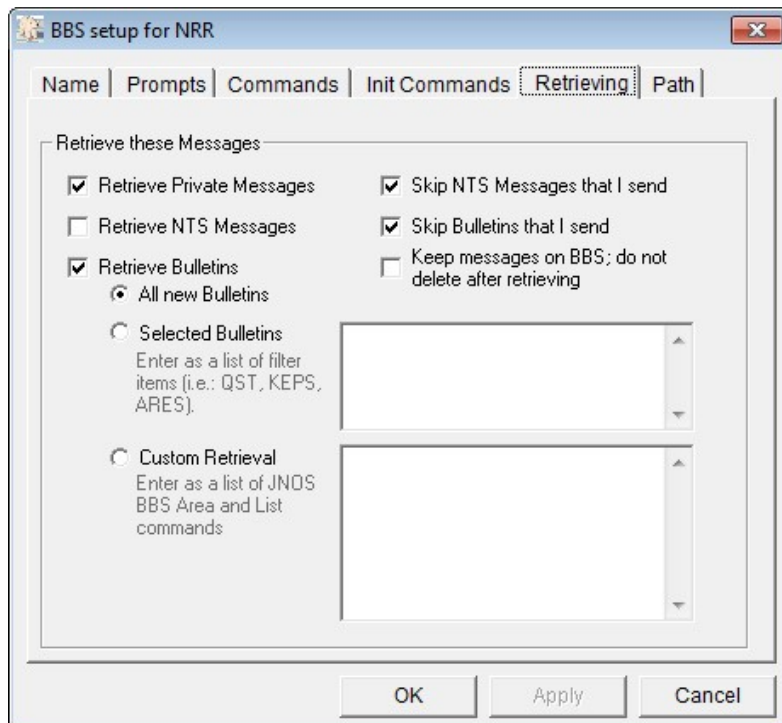 BBS setup for NRR
Name Prompts Commands Init Commands Retrieving Path
Retrieve these Messages
Retrieve Private Messages
Skip NTS Messages that I send
Retrieve NTS Messages
Skip Bulletins that I send
Retrieve Bulletins
Keep messages on BBS; do not
delete after retrieving
All new Bulletins
Selected Bulletins
Enter as a list of filter
items (i.e.: QST, KEPS,
ARES).
Custom Retrieval
Enter as a list of JNOS
BBS Area and List
commands
OK Apply Cancel